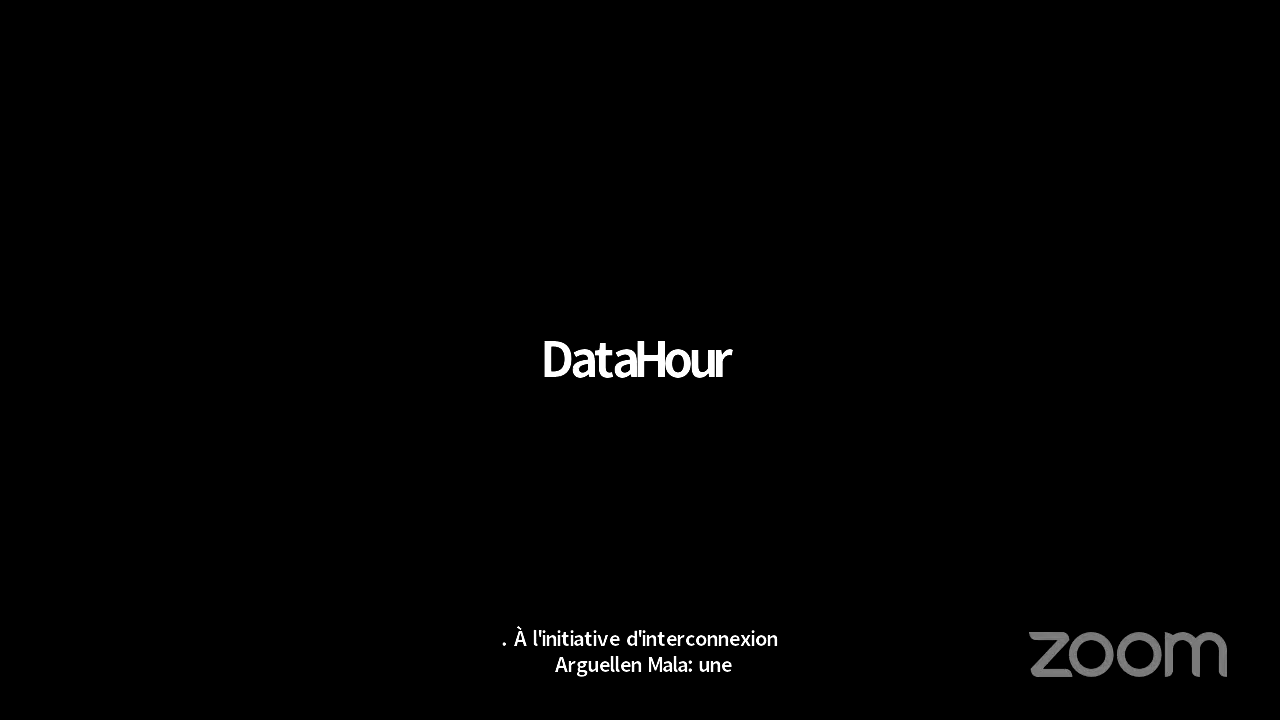 DataHour
. À l'initiative d'interconnexion
Arguellen Mala: une
zoom